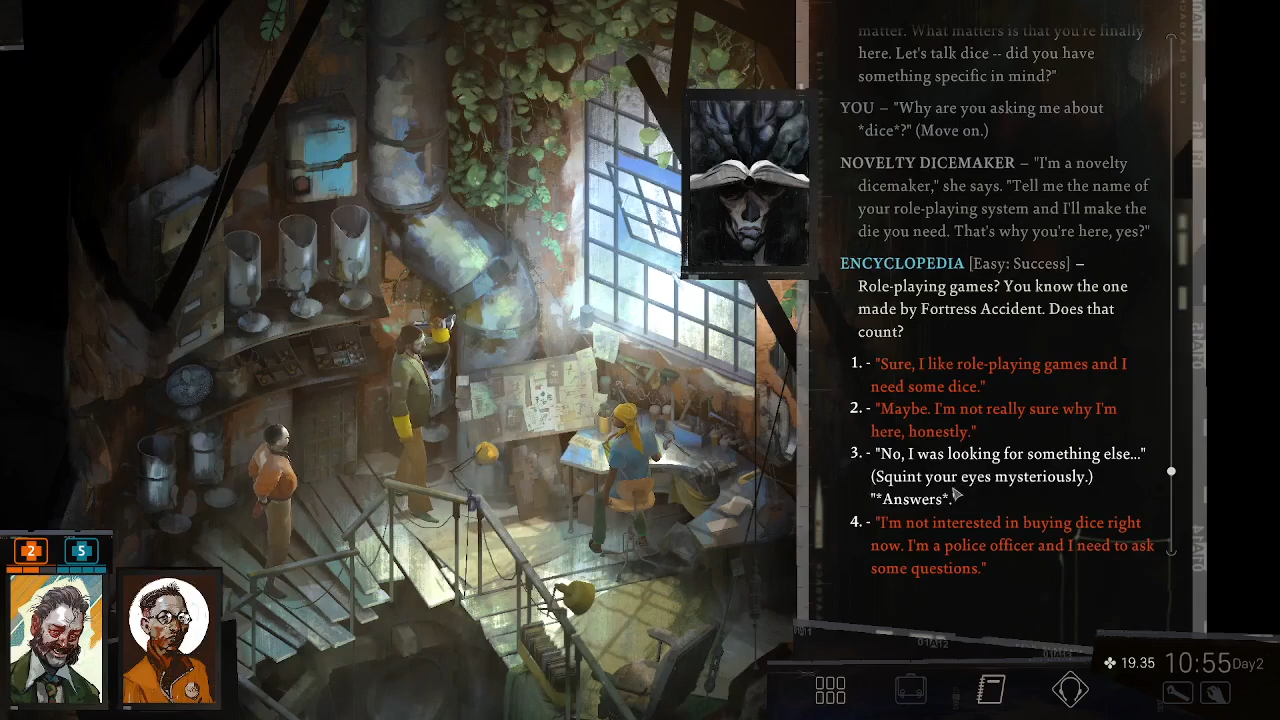 matter. What matters is that you're finally
here. Let's talk dice -- did you have
something specific in mind?"
YOU – "Why are you asking me about
*dice*?" (Move on.)
NOVELTY DICEMAKER – "I'm a novelty
dicemaker," she says. "Tell me the name of
your role-playing system and I'll make the
die you need. That's why you're here, yes?"
ENCYCLOPEDIA [Easy: Success] –
Role-playing games? You know the one
made by Fortress Accident. Does that
count?
1. - "Sure, I like role-playing games and I
need some dice."
2. - "Maybe. I'm not really sure why I'm
here, honestly."
3. - "No, I was looking for something else..."
(Squint your eyes mysteriously.)
"*Answers*."
4. - "I'm not interested in buying dice right
now. I'm a police officer and I need to ask
some questions."
2 5
19.35 10:55 Day2